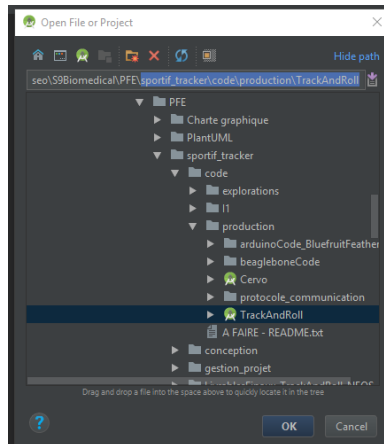 Open File or Project
Hide path
seo\S9Biomedical\PFE\sportif_tracker\code\production\TrackAndRoll
PFE
Charte graphique
PlantUML
sportif_tracker
code
explorations
l1
production
arduinoCode_BluefruitFeather
beagleboneCode
Cervo
protocole_communication
TrackAndRoll
A FAIRE - README.txt
conception
gestion_projet
Drag and drop a file into the space above to quickly locate it in the tree
?
OK
Cancel